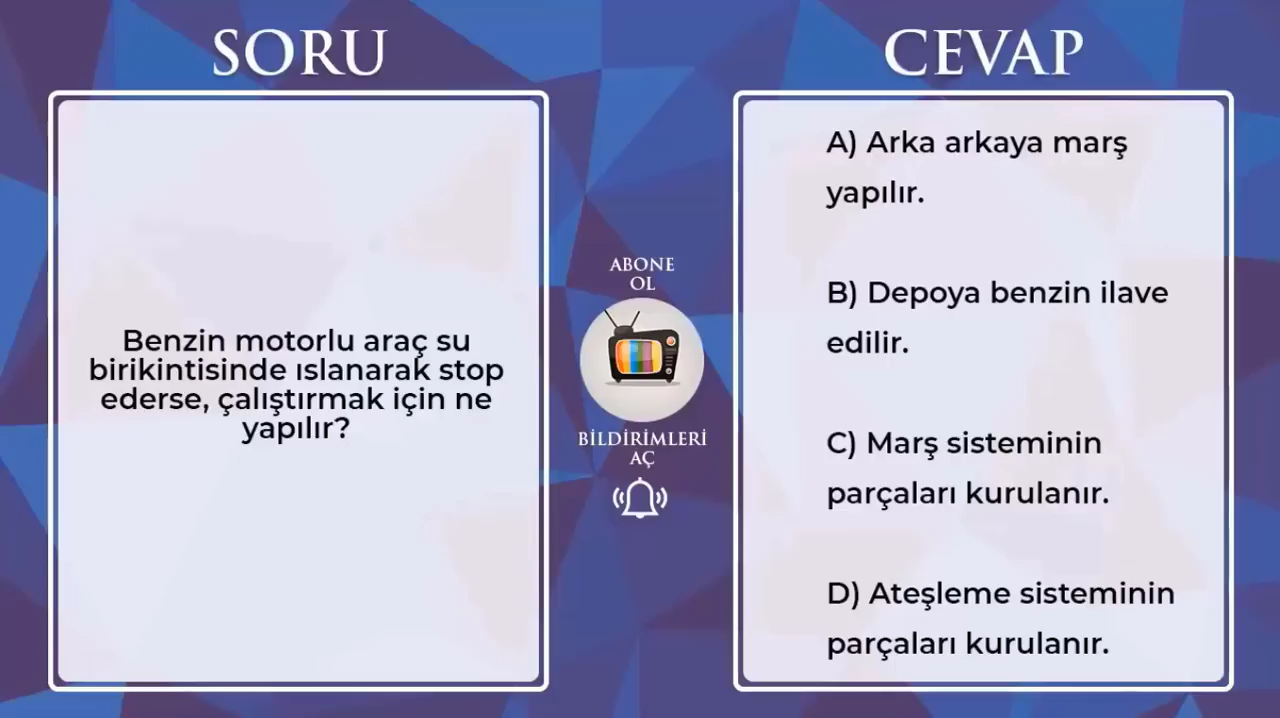 SORU
Benzin motorlu araç su
birikintisinde ıslanarak stop
ederse, çalıştırmak için ne
yapılır?
ABONE
OL
BİLDİRİMLERİ
AÇ
CEVAP
A) Arka arkaya marş
yapılır.
B) Depoya benzin ilave
edilir.
C) Marş sisteminin
parçaları kurulanır.
D) Ateşleme sisteminin
parçaları kurulanır.